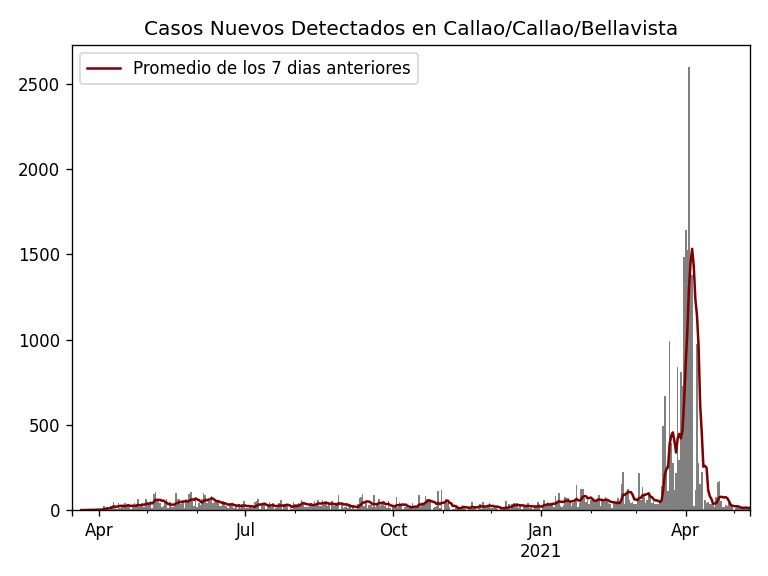 Casos Nuevos Detectados en Callao/Callao/Bellavista
Promedio de los 7 dias anteriores
2500
2000
1500
1000
500
0
Apr Jul Oct Jan Apr
2021